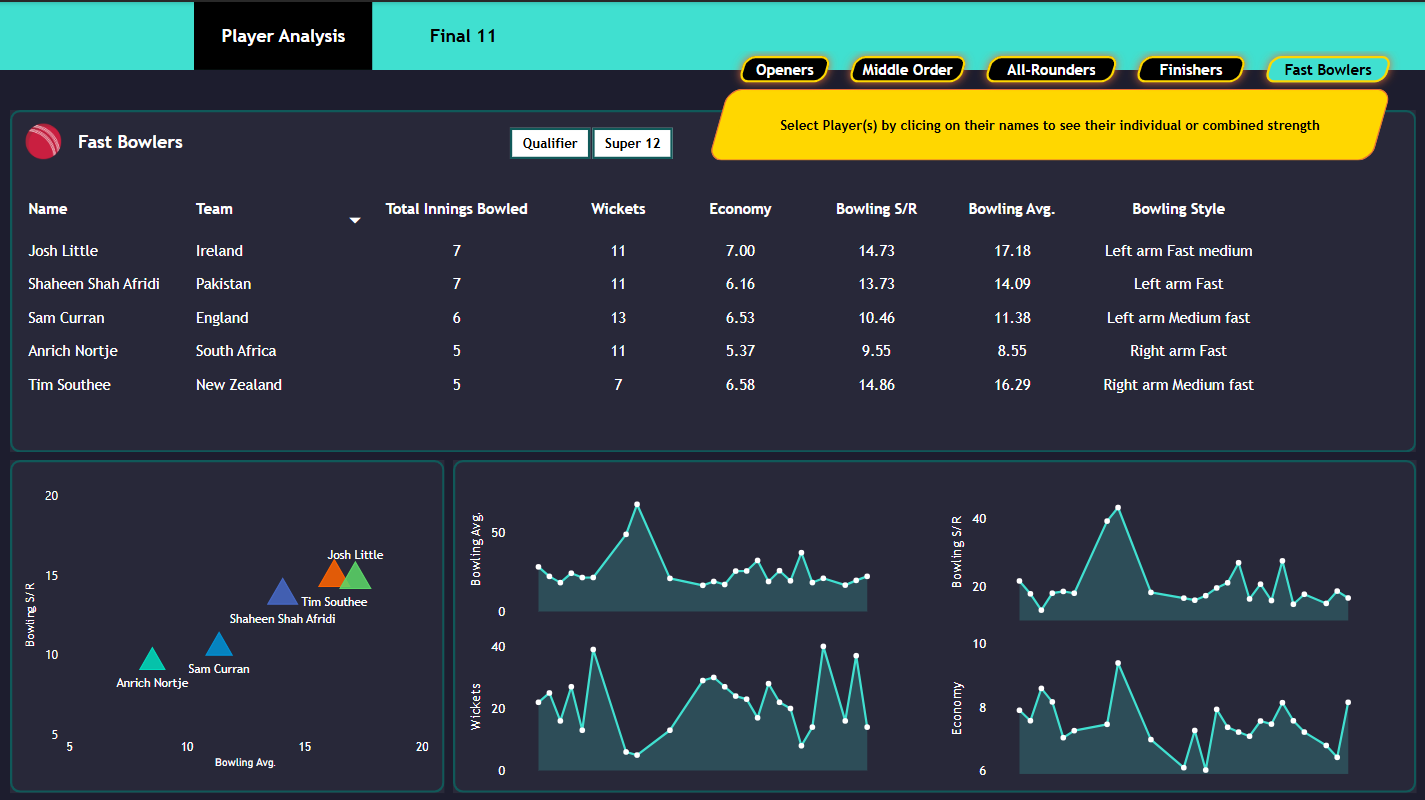 Player Analysis Final 11
Openers Middle Order All-Rounders Finishers Fast Bowlers
Select Player(s) by clicing on their names to see their individual or combined strength
Fast Bowlers Qualifier Super 12
Name Team Total Innings Bowled Wickets Economy Bowling S/R Bowling Avg. Bowling Style
Josh Little Ireland 7 11 7.00 14.73 17.18 Left arm Fast medium
Shaheen Shah Afridi Pakistan 7 11 6.16 13.73 14.09 Left arm Fast
Sam Curran England 6 13 6.53 10.46 11.38 Left arm Medium fast
Anrich Nortje South Africa 5 11 5.37 9.55 8.55 Right arm Fast
Tim Southee New Zealand 5 7 6.58 14.86 16.29 Right arm Medium fast
Bowling S/R
20
15
10
5
Josh Little
Tim Southee
Shaheen Shah Afridi
Sam Curran
Anrich Nortje
5 10 15 20
Bowling Avg.
Bowling Avg.
50
0
Bowling S/R
40
20
Wickets
40
20
0
Economy
10
8
6